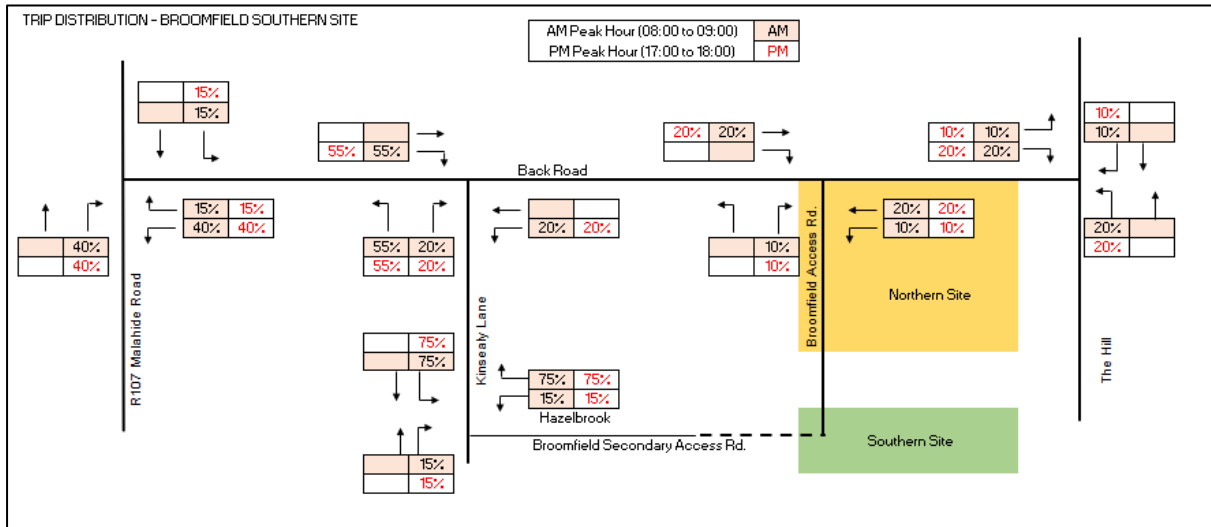 TRIP DISTRIBUTION - BROOMFIELD SOUTHERN SITE
AM Peak Hour (08:00 to 09:00) AM
PM Peak Hour (17:00 to 18:00) PM
15%
15%
55% 55%
20% 20%
10% 10%
20% 20%
10%
10%
Back Road
40%
40%
15% 15%
40% 40%
55% 20%
55% 20%
20% 20%
10%
10%
20% 20%
10% 10%
20%
20%
R107 Malahide Road
Kinsealy Lane
Broomfield Access Rd.
Northern Site
The Hill
75%
75%
75% 75%
15% 15%
Hazelbrook
Broomfield Secondary Access Rd.
Southern Site
15%
15%